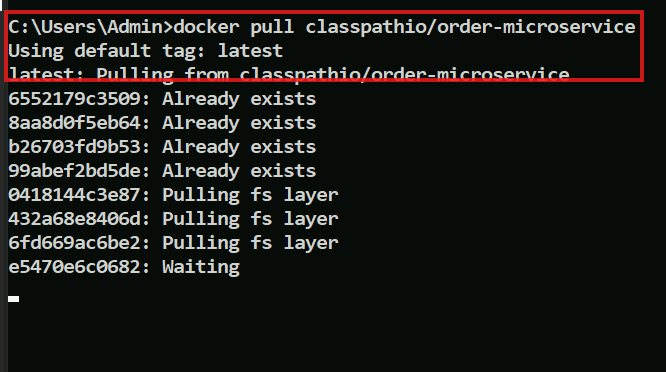 C:\Users\Admin>docker pull classpathio/order-microservice
Using default tag: latest
latest: Pulling from classpathio/order-microservice
6552179c3509: Already exists
8aa8d0f5eb64: Already exists
b26703fd9b53: Already exists
99abef2bd5de: Already exists
0418144c3e87: Pulling fs layer
432a68e8406d: Pulling fs layer
6fd669ac6be2: Pulling fs layer
e5470e6c0682: Waiting